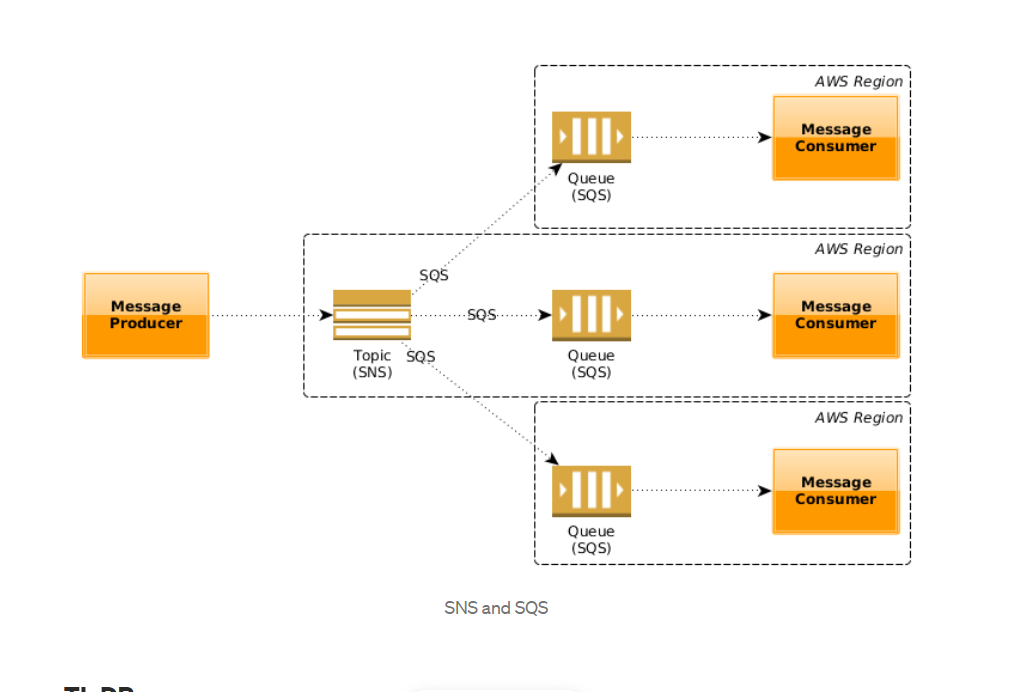 AWS Region
Message
Consumer
Queue
(SQS)
AWS Region
SQS
Message
Producer
SQS
Message
Consumer
Topic
(SNS)
SQS
Queue
(SQS)
AWS Region
Message
Consumer
Queue
(SQS)
SNS and SQS